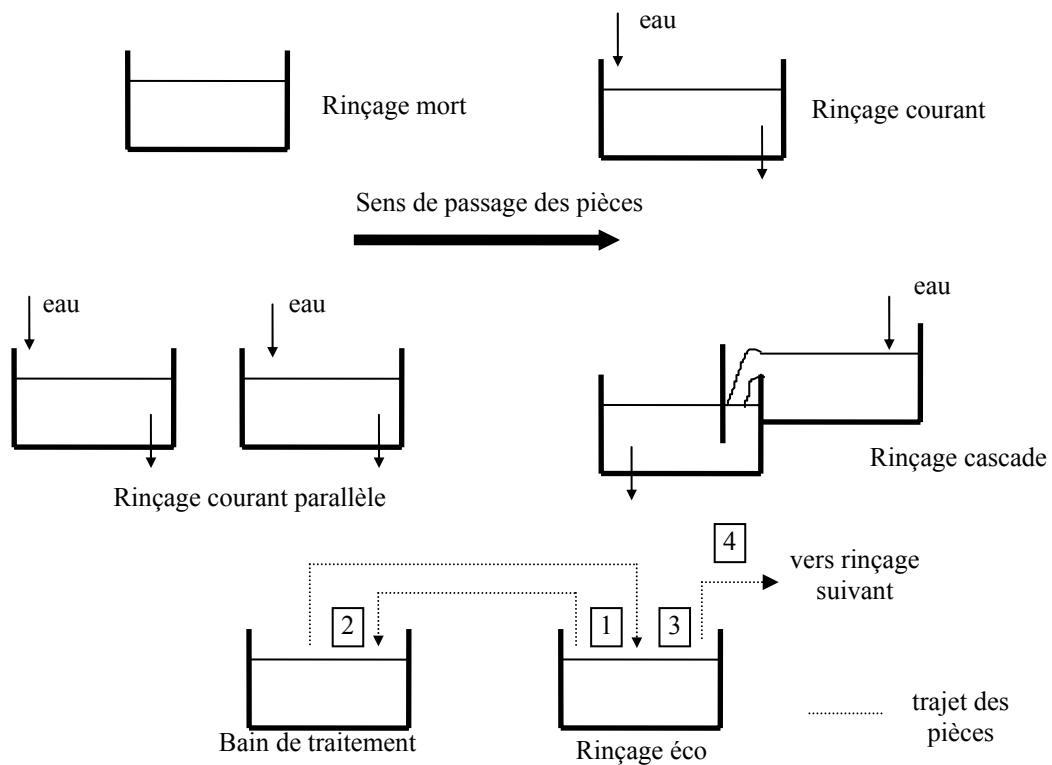 eau
eau
Rinçage mort
Rinçage courant
Sens de passage des pièces
eau
eau
eau
Rinçage cascade
Rinçage courant parallèle
4
vers rinçage
suivant
2
1
3
trajet des
pièces
Bain de traitement
Rinçage éco